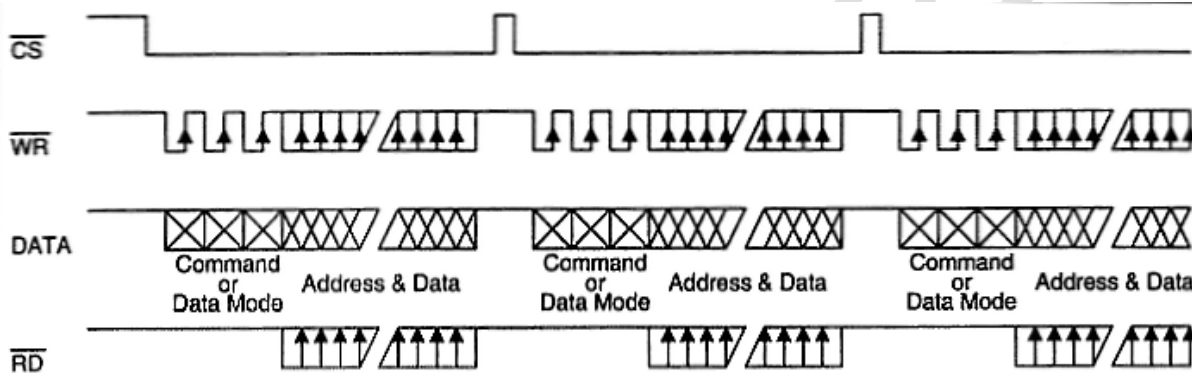 CS
WR
DATA
Command
or
Data Mode
Address & Data
Command
or
Data Mode
Address & Data
Command
or
Data Mode
Address & Data
RD